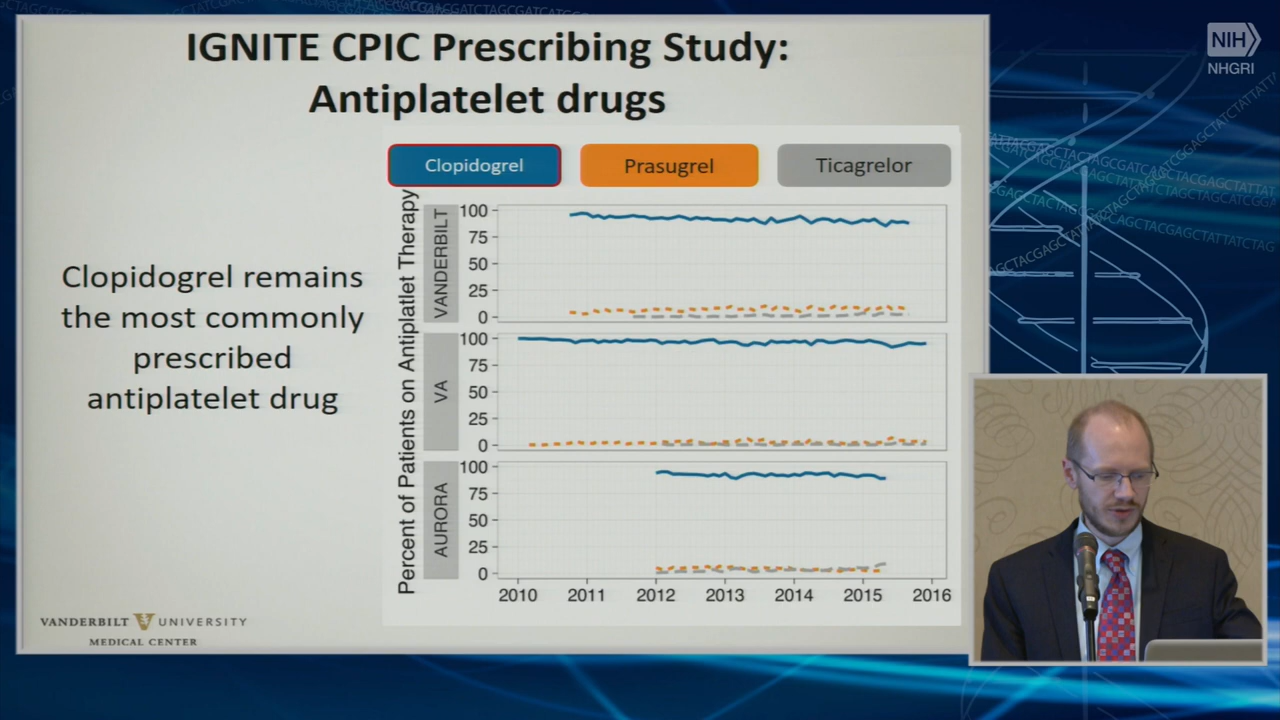 IGNITE CPIC Prescribing Study:
Antiplatelet drugs
NIH
NHGRI
Clopidogrel remains
the most commonly
prescribed
antiplatelet drug
Clopidogrel
Prasugrel
Ticagrelor
Percent of Patients on Antiplatlet Therapy
VANDERBILT
100
75
50
25
0
VA
100
75
50
25
0
AURORA
100
75
50
25
0
2010 2011 2012 2013 2014 2015 2016
VANDERBILT UNIVERSITY
MEDICAL CENTER